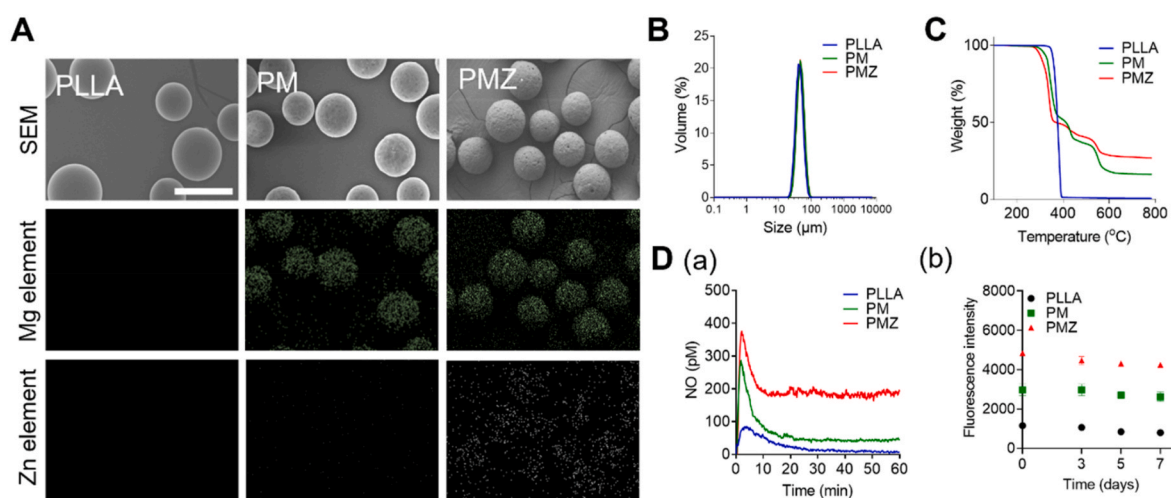 A
PLLA
PM
PMZ
SEM
Mg element
Zn element
B
PLLA
PM
PMZ
25
20
15
10
5
0
Volume (%)
0.1 1 10 100 1000 10000
Size (µm)
C
PLLA
PM
PMZ
100
50
0
Weight (%)
200 400 600 800
Temperature (°C)
D (a)
PLLA
PM
PMZ
500
400
300
200
100
0
NO (pM)
0 10 20 30 40 50 60
Time (min)
(b)
PLLA
PM
PMZ
8000
6000
4000
2000
0
Fluorescence intensity
0 3 5 7
Time (days)